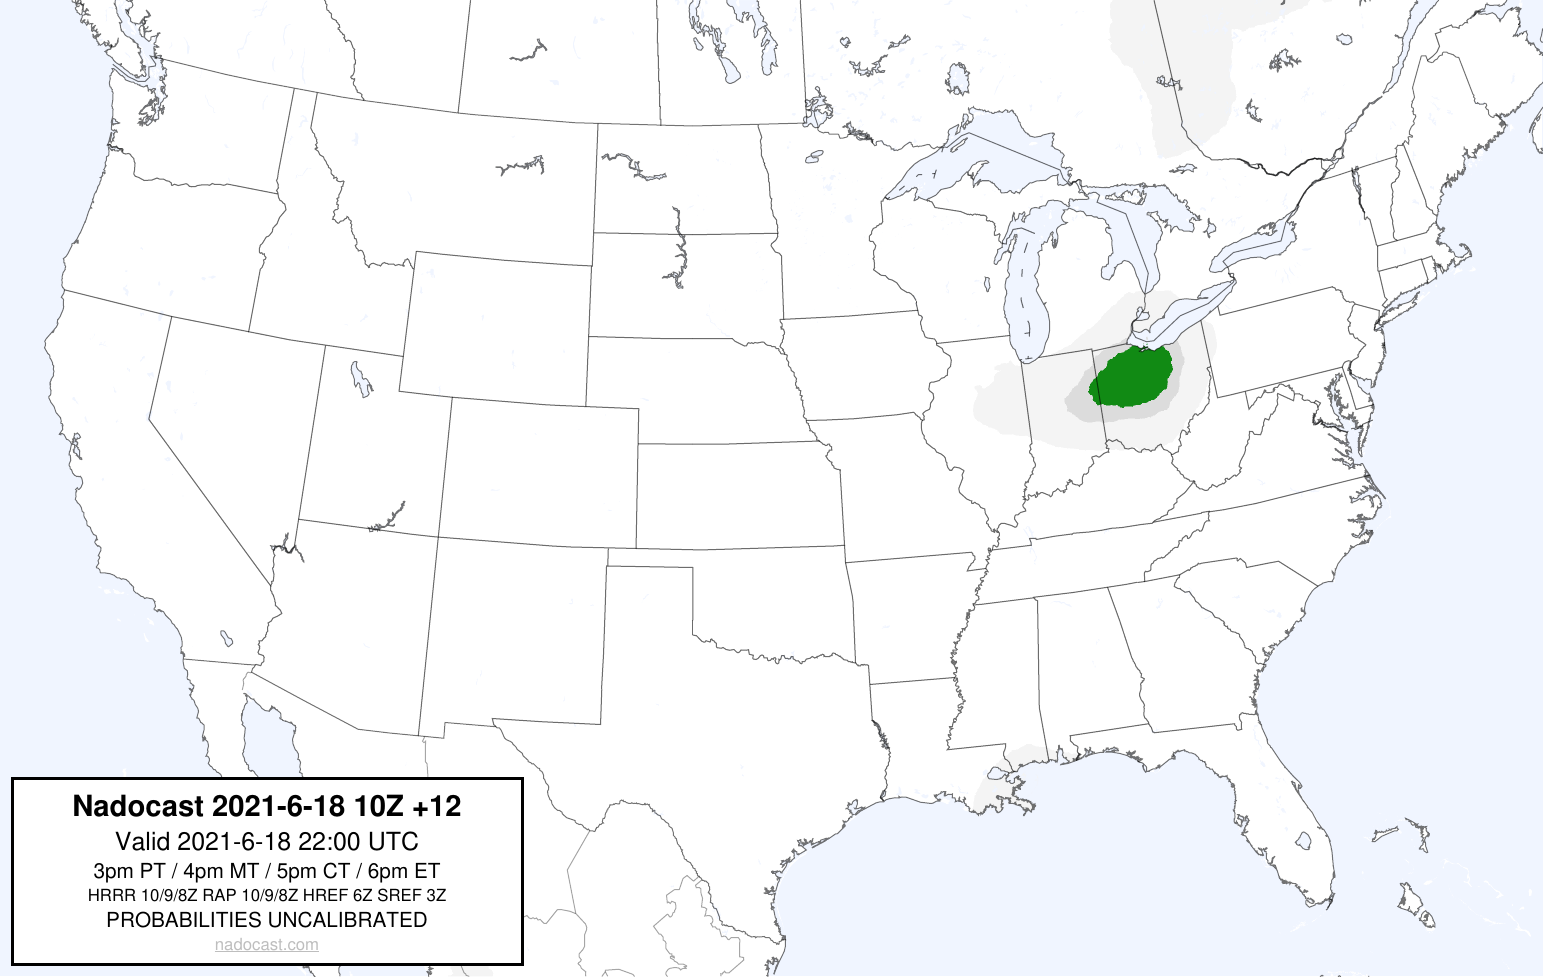 Nadocast 2021-6-18 10Z +12
Valid 2021-6-18 22:00 UTC
3pm PT / 4pm MT / 5pm CT / 6pm ET
HRRR 10/9/8Z RAP 10/9/8Z HREF 6Z SREF 3Z
PROBABILITIES UNCALIBRATED
nadocast.com